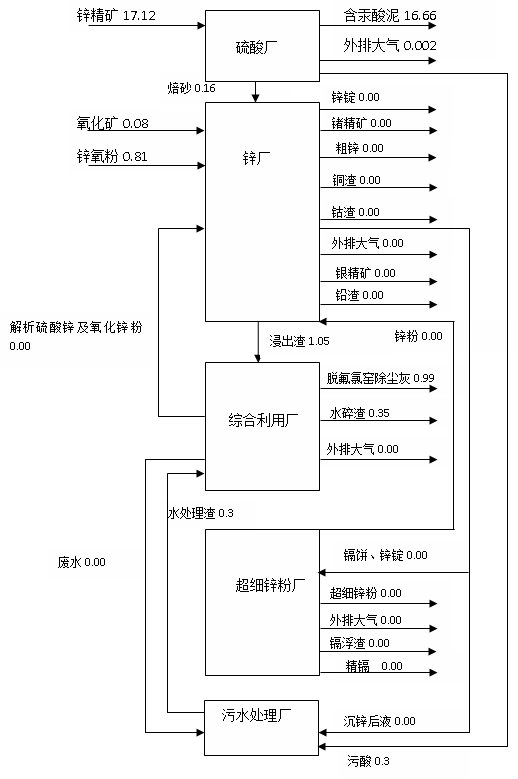 锌精矿 17.12
硫酸厂
含汞酸泥 16.66
外排大气 0.002
焙砂 0.16
氧化矿 0.08
锌氧粉 0.81
锌厂
锌锭 0.00
锗精矿 0.00
粗锌 0.00
铜渣 0.00
钴渣 0.00
外排大气 0.00
银精矿 0.00
铅渣 0.00
解析硫酸锌及氧化锌粉
0.00
浸出渣 1.05
锌粉 0.00
综合利用厂
脱氟氯窑除尘灰 0.99
水碎渣 0.35
外排大气 0.00
水处理渣 0.3
废水 0.00
超细锌粉厂
镉饼、锌锭 0.00
超细锌粉 0.00
外排大气 0.00
镉浮渣 0.00
精镉 0.00
污水处理厂
沉锌后液 0.00
污酸 0.3